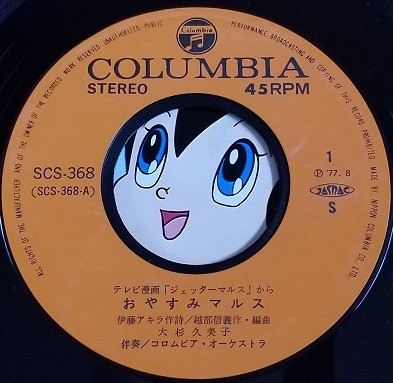 ALL RIGHTS OF THE MANUFACTURER AND OF THE OWNER OF THE RECORDED WORK RESERVED UNAUTHORIZED PUBLIC PERFORMANCE BROADCASTING AND COPYING OF THIS RECORD PROHIBITED MADE BY NIPPON COLUMBIA CO., LTD.
Columbia
COLUMBIA
STEREO 45RPM
SCS-368
(SCS-368-A)
1
Ⓟ '77. 8
JASRAC
S
テレビ漫画「ジェッターマルス」から
おやすみマルス
伊藤アキラ作詩/越部信義作・編曲
大杉久美子
伴奏/コロムビア・オーケストラ